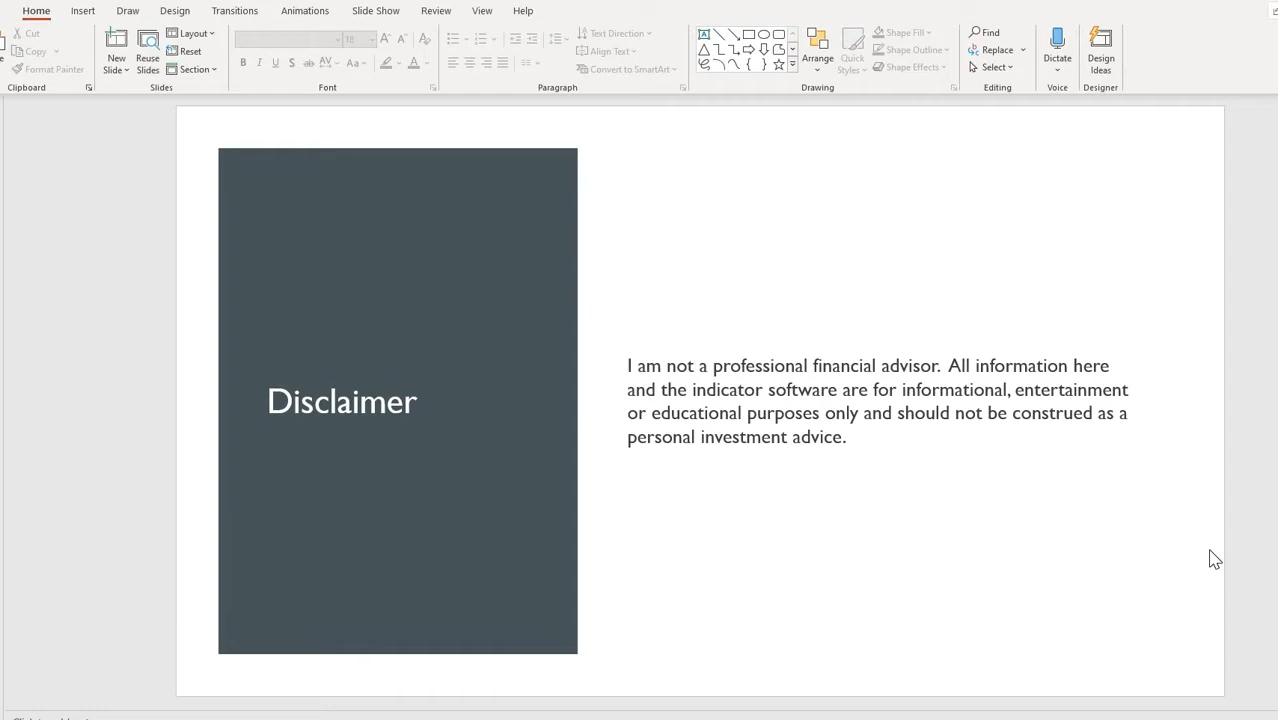 Home Insert Draw Design Transitions Animations Slide Show Review View Help
Cut
Copy
Format Painter
Clipboard
New Slide
Reuse Slides
Layout
Reset
Section
Slides
18
Font
Text Direction
Align Text
Convert to SmartArt
Paragraph
Arrange
Quick Styles
Shape Fill
Shape Outline
Shape Effects
Drawing
Find
Replace
Select
Editing
Dictate
Voice
Design Ideas
Designer
Disclaimer
I am not a professional financial advisor. All information here
and the indicator software are for informational, entertainment
or educational purposes only and should not be construed as a
personal investment advice.